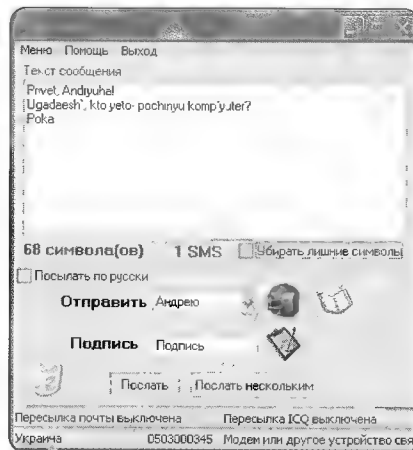 Меню Помощь Выход
Текст сообщения
Prvet, Andryuha!
Ugadaesh`, kto yeto- pochinyu komp`yuter?
Poka
68 символа(ов) 1 SMS Убирать лишние символы
Посылать по русски
Отправить Андрею
Подпись Подпись
Послать Послать нескольким
Пересылка почты выключена Пересылка ICQ выключена
Украина 0503000345 Модем или другое устройство свя